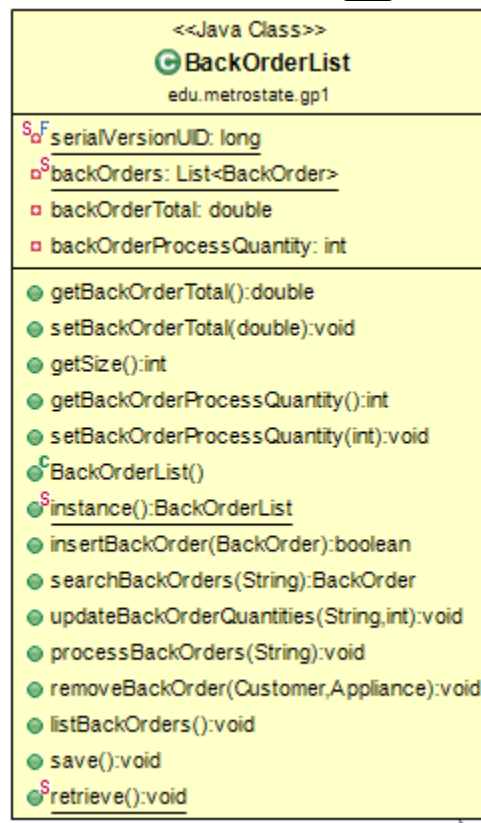 <<Java Class>>
BackOrderList
edu.metrostate.gp1
serialVersionUID: long
backOrders: List<BackOrder>
backOrderTotal: double
backOrderProcessQuantity: int
getBackOrderTotal():double
setBackOrderTotal(double):void
getSize():int
getBackOrderProcessQuantity():int
setBackOrderProcessQuantity(int):void
BackOrderList()
instance():BackOrderList
insertBackOrder(BackOrder):boolean
searchBackOrders(String):BackOrder
updateBackOrderQuantities(String,int):void
processBackOrders(String):void
removeBackOrder(Customer,Appliance):void
listBackOrders():void
save():void
retrieve():void